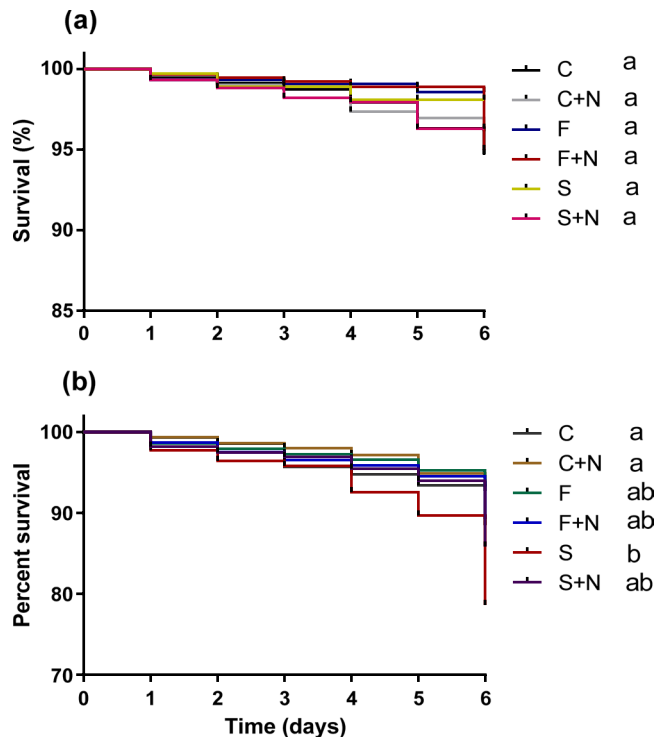 (a)
Survival (%)
100
95
90
85
0 1 2 3 4 5 6
C a
C+N a
F a
F+N a
S a
S+N a
(b)
Percent survival
100
90
80
70
0 1 2 3 4 5 6
Time (days)
C a
C+N a
F ab
F+N ab
S b
S+N ab